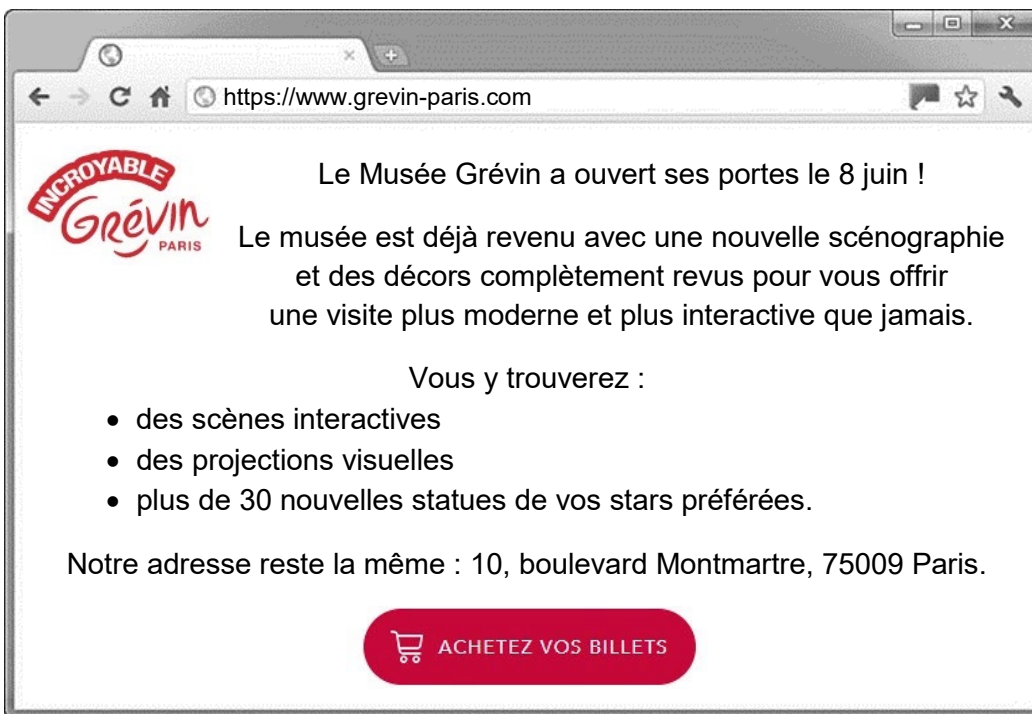 https://www.grevin-paris.com
INCROYABLE
Grévin
PARIS
Le Musée Grévin a ouvert ses portes le 8 juin !
Le musée est déjà revenu avec une nouvelle scénographie
et des décors complètement revus pour vous offrir
une visite plus moderne et plus interactive que jamais.
Vous y trouverez :
• des scènes interactives
• des projections visuelles
• plus de 30 nouvelles statues de vos stars préférées.
Notre adresse reste la même : 10, boulevard Montmartre, 75009 Paris.
ACHETEZ VOS BILLETS